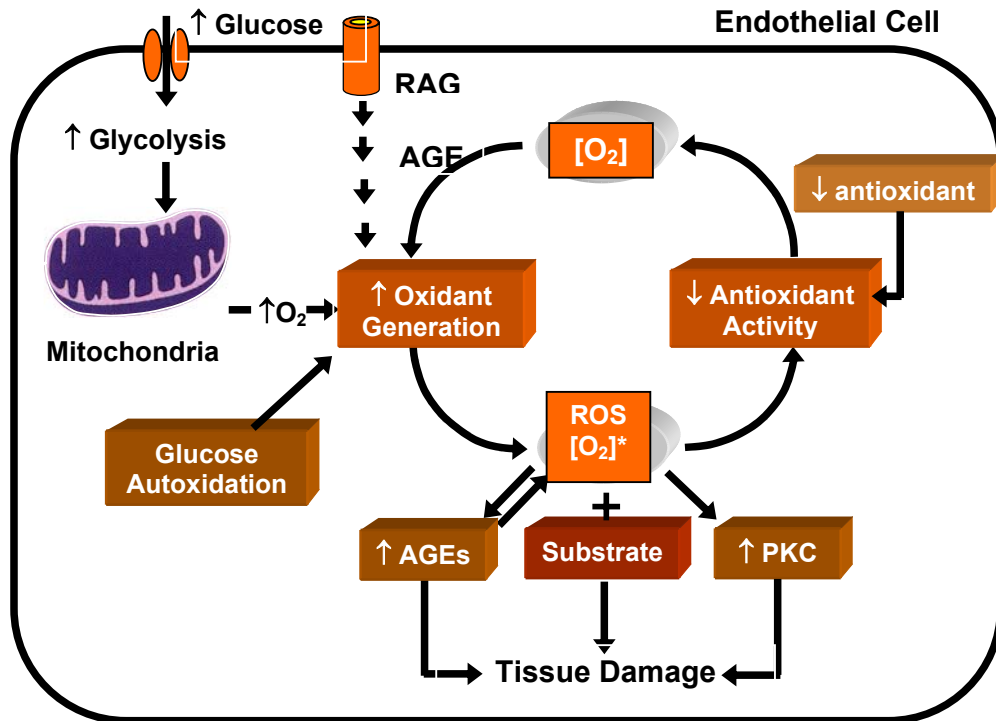 Endothelial Cell
↑ Glucose
RAG
↑ Glycolysis
AGE
[O₂]
↓ antioxidant
↑ Oxidant
Generation
↓ Antioxidant
Activity
↑O₂
Mitochondria
ROS
[O₂]*
Glucose
Autoxidation
+
↑ AGEs
Substrate
↑ PKC
Tissue Damage